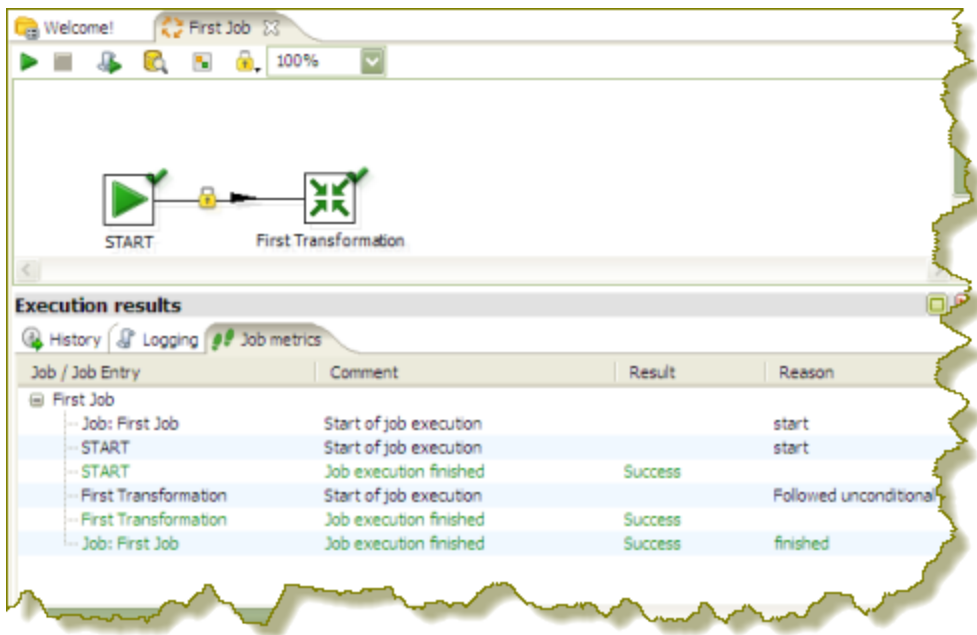 Welcome! First Job
100%
START First Transformation
Execution results
History Logging Job metrics
Job / Job Entry Comment Result Reason
First Job
Job: First Job Start of job execution start
START Start of job execution start
START Job execution finished Success
First Transformation Start of job execution Followed unconditional
First Transformation Job execution finished Success
Job: First Job Job execution finished Success finished